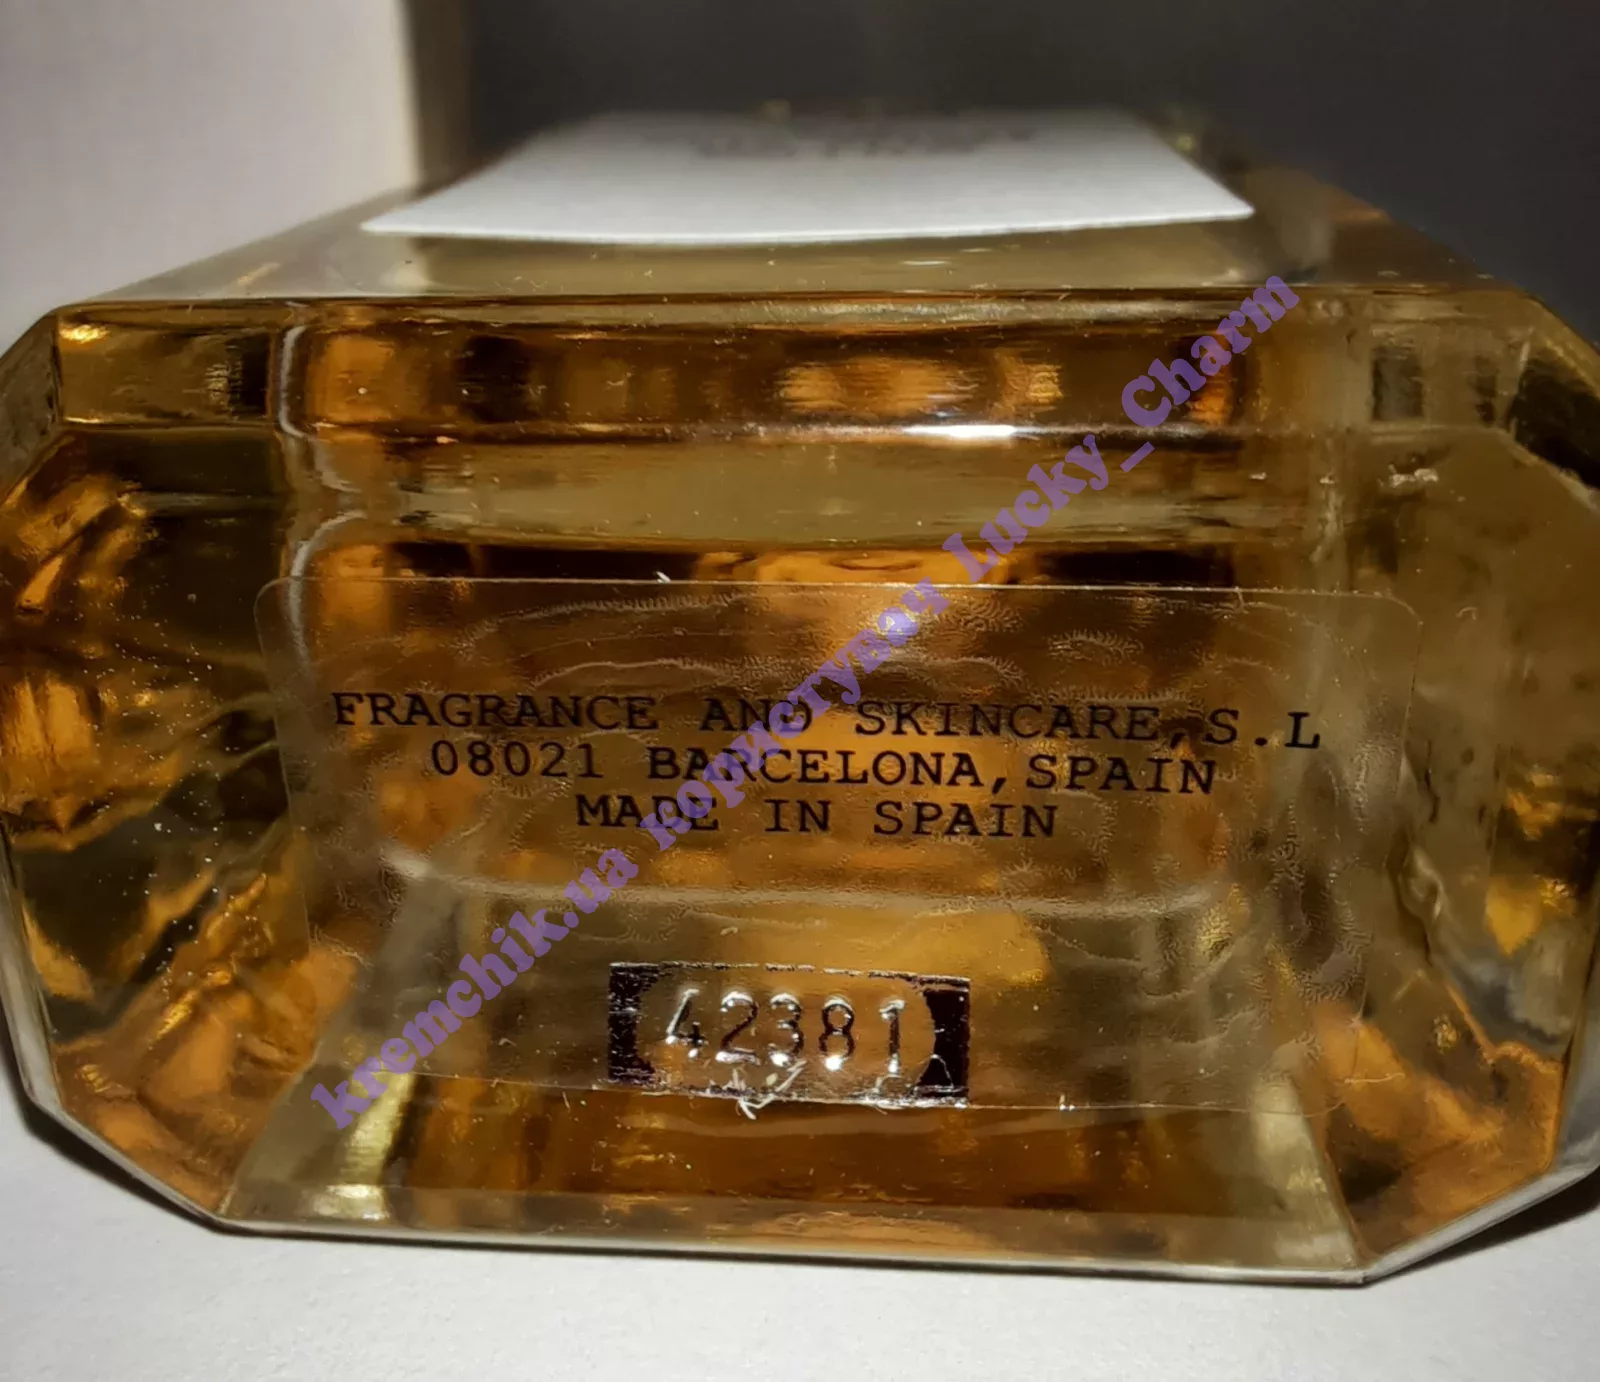 FRAGRANCE AND SKINCARE, S.L
08021 BARCELONA, SPAIN
MADE IN SPAIN
42381
kremchik.ua користувач Lucky_Charm